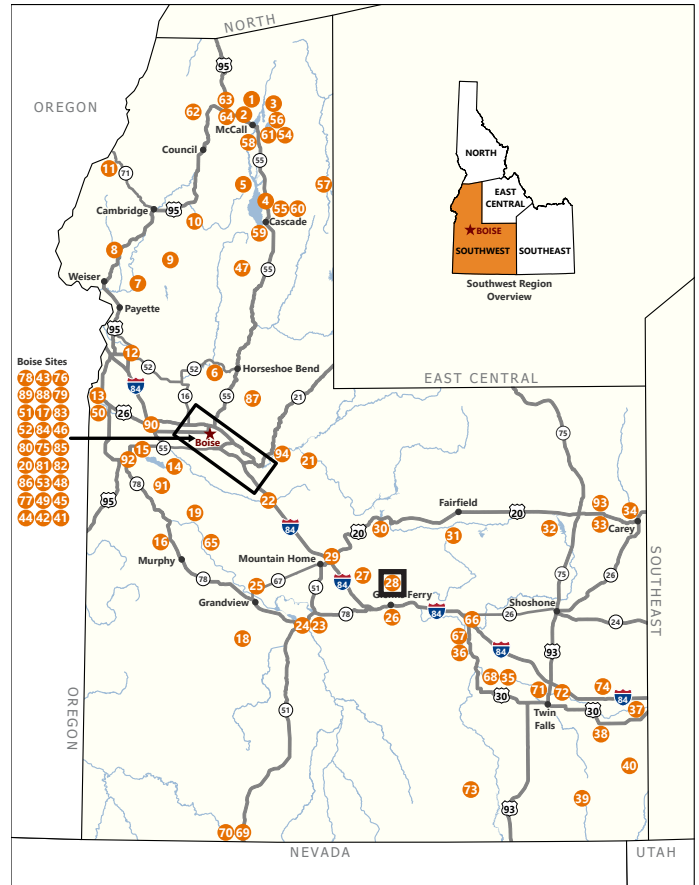 NORTH
OREGON
95
63
1
3
62
64
2
56
McCall
61 54
58
Council
55
11
71
5
57
4
55 60
Cambridge
95
10
Cascade
59
8
9
47
55
Weiser
7
Payette
95
12
52
52
6
Horseshoe Bend
84
16
55
87
21
13
50
26
90
Boise
15
55
92
14
94
21
78
91
22
95
19
84
16
65
Murphy
Mountain Home
29
20
30
Fairfield
20
31
32
93
34
33
Carey
75
78
67
25
51
84
27
28
Glenns Ferry
Grandview
24 23
78
26
84
66
26
Shoshone
75
26
24
18
67
36
84
93
68 35
30
71
72
74
84
30
37
Twin
Falls
38
51
40
73
93
39
70 69
Boise Sites
78 43 76
89 88 79
51 17 83
52 84 46
80 75 85
20 81 82
86 53 48
77 49 45
44 42 41
NORTH
EAST
CENTRAL
BOISE
SOUTHWEST
SOUTHEAST
Southwest Region
Overview
EAST CENTRAL
SOUTHEAST
OREGON
NEVADA
UTAH